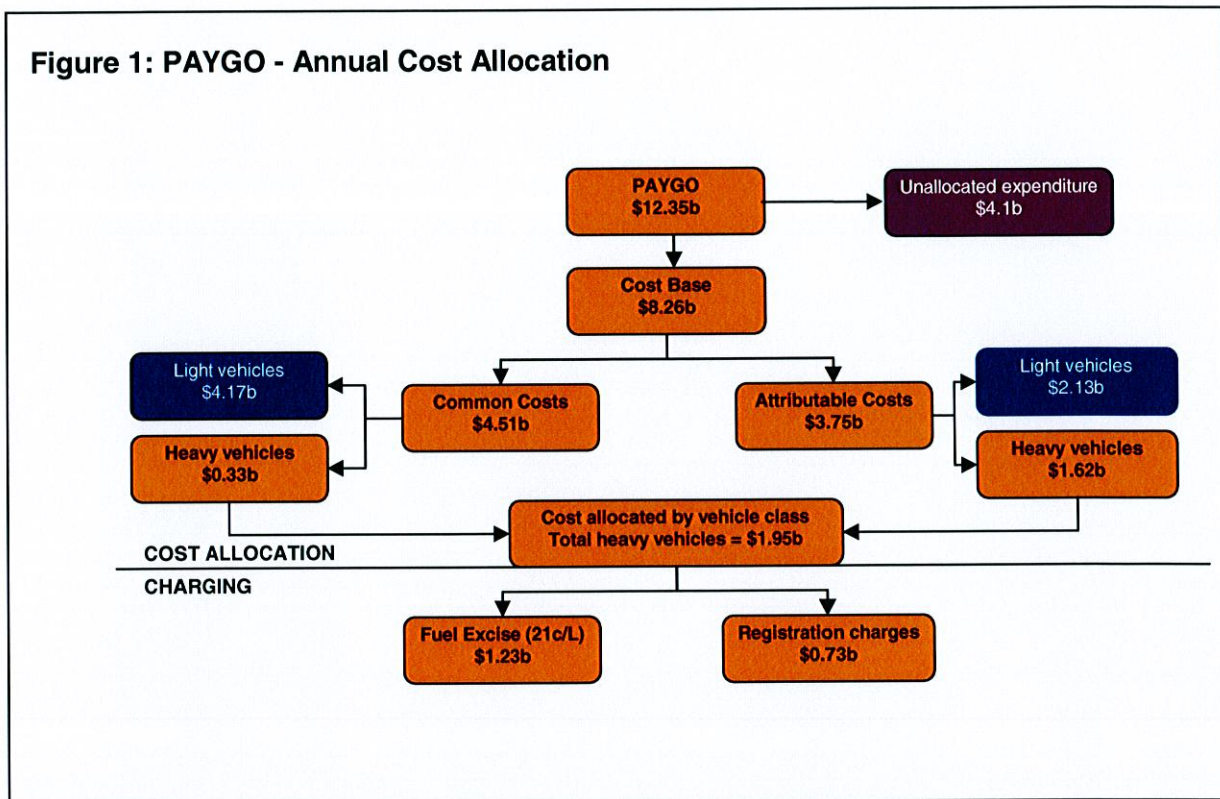 Figure 1: PAYGO - Annual Cost Allocation
PAYGO
$12.35b
Unallocated expenditure
$4.1b
Cost Base
$8.26b
Light vehicles
$4.17b
Common Costs
$4.51b
Attributable Costs
$3.75b
Light vehicles
$2.13b
Heavy vehicles
$0.33b
Heavy vehicles
$1.62b
Cost allocated by vehicle class
Total heavy vehicles = $1.95b
COST ALLOCATION
CHARGING
Fuel Excise (21c/L)
$1.23b
Registration charges
$0.73b